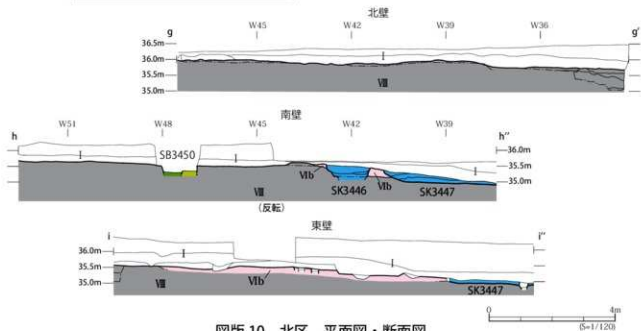 北壁
g W45 W42 W39 W36 g'
36.5m
36.0m
35.5m
35.0m
I
VIII
南壁
h W51 W48 W45 W42 W39 h''
I SB3450 I
36.0m
35.5m
35.0m
I
VIb VIb
VIII SK3446 SK3447
(反転)
東壁
i i''
36.0m
35.5m
35.0m
I I
VIII VIb SK3447
0 4m
(S=1/120)
図版 10 北区 平面図・断面図